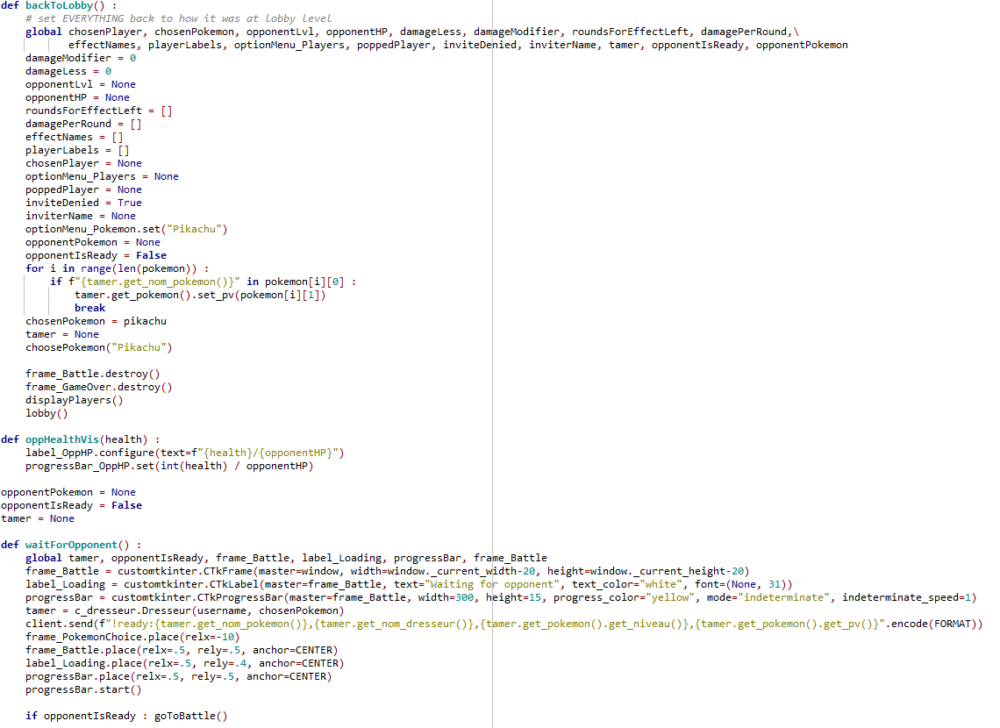 def backToLobby() :
    # set EVERYTHING back to how it was at lobby level
    global chosenPlayer, chosenPokemon, opponentLvl, opponentHP, damageLess, damageModifier, roundsForEffectLeft, damagePerRound,\
           effectNames, playerLabels, optionMenu_Players, poppedPlayer, inviteDenied, inviterName, tamer, opponentIsReady, opponentPokemon
    damageModifier = 0
    damageLess = 0
    opponentLvl = None
    opponentHP = None
    roundsForEffectLeft = []
    damagePerRound = []
    effectNames = []
    playerLabels = []
    chosenPlayer = None
    optionMenu_Players = None
    poppedPlayer = None
    inviteDenied = True
    inviterName = None
    optionMenu_Pokemon.set("Pikachu")
    opponentPokemon = None
    opponentIsReady = False
    for i in range(len(pokemon)) :
        if f"{tamer.get_nom_pokemon()}" in pokemon[i][0] :
            tamer.get_pokemon().set_pv(pokemon[i][1])
            break
    chosenPokemon = pikachu
    tamer = None
    choosePokemon("Pikachu")

    frame_Battle.destroy()
    frame_GameOver.destroy()
    displayPlayers()
    lobby()

def oppHealthVis(health) :
    label_OppHP.configure(text=f"{health}/{opponentHP}")
    progressBar_OppHP.set(int(health) / opponentHP)

opponentPokemon = None
opponentIsReady = False
tamer = None

def waitForOpponent() :
    global tamer, opponentIsReady, frame_Battle, label_Loading, progressBar, frame_Battle
    frame_Battle = customtkinter.CTkFrame(master=window, width=window._current_width-20, height=window._current_height-20)
    label_Loading = customtkinter.CTkLabel(master=frame_Battle, text="Waiting for opponent", text_color="white", font=(None, 31))
    progressBar = customtkinter.CTkProgressBar(master=frame_Battle, width=300, height=15, progress_color="yellow", mode="indeterminate", indeterminate_speed=1)
    tamer = c_dresseur.Dresseur(username, chosenPokemon)
    client.send(f"!ready:{tamer.get_nom_pokemon()},{tamer.get_nom_dresseur()},{tamer.get_pokemon().get_niveau()},{tamer.get_pokemon().get_pv()}".encode(FORMAT))
    frame_PokemonChoice.place(relx=-10)
    frame_Battle.place(relx=.5, rely=.5, anchor=CENTER)
    label_Loading.place(relx=.5, rely=.4, anchor=CENTER)
    progressBar.place(relx=.5, rely=.5, anchor=CENTER)
    progressBar.start()

    if opponentIsReady : goToBattle()